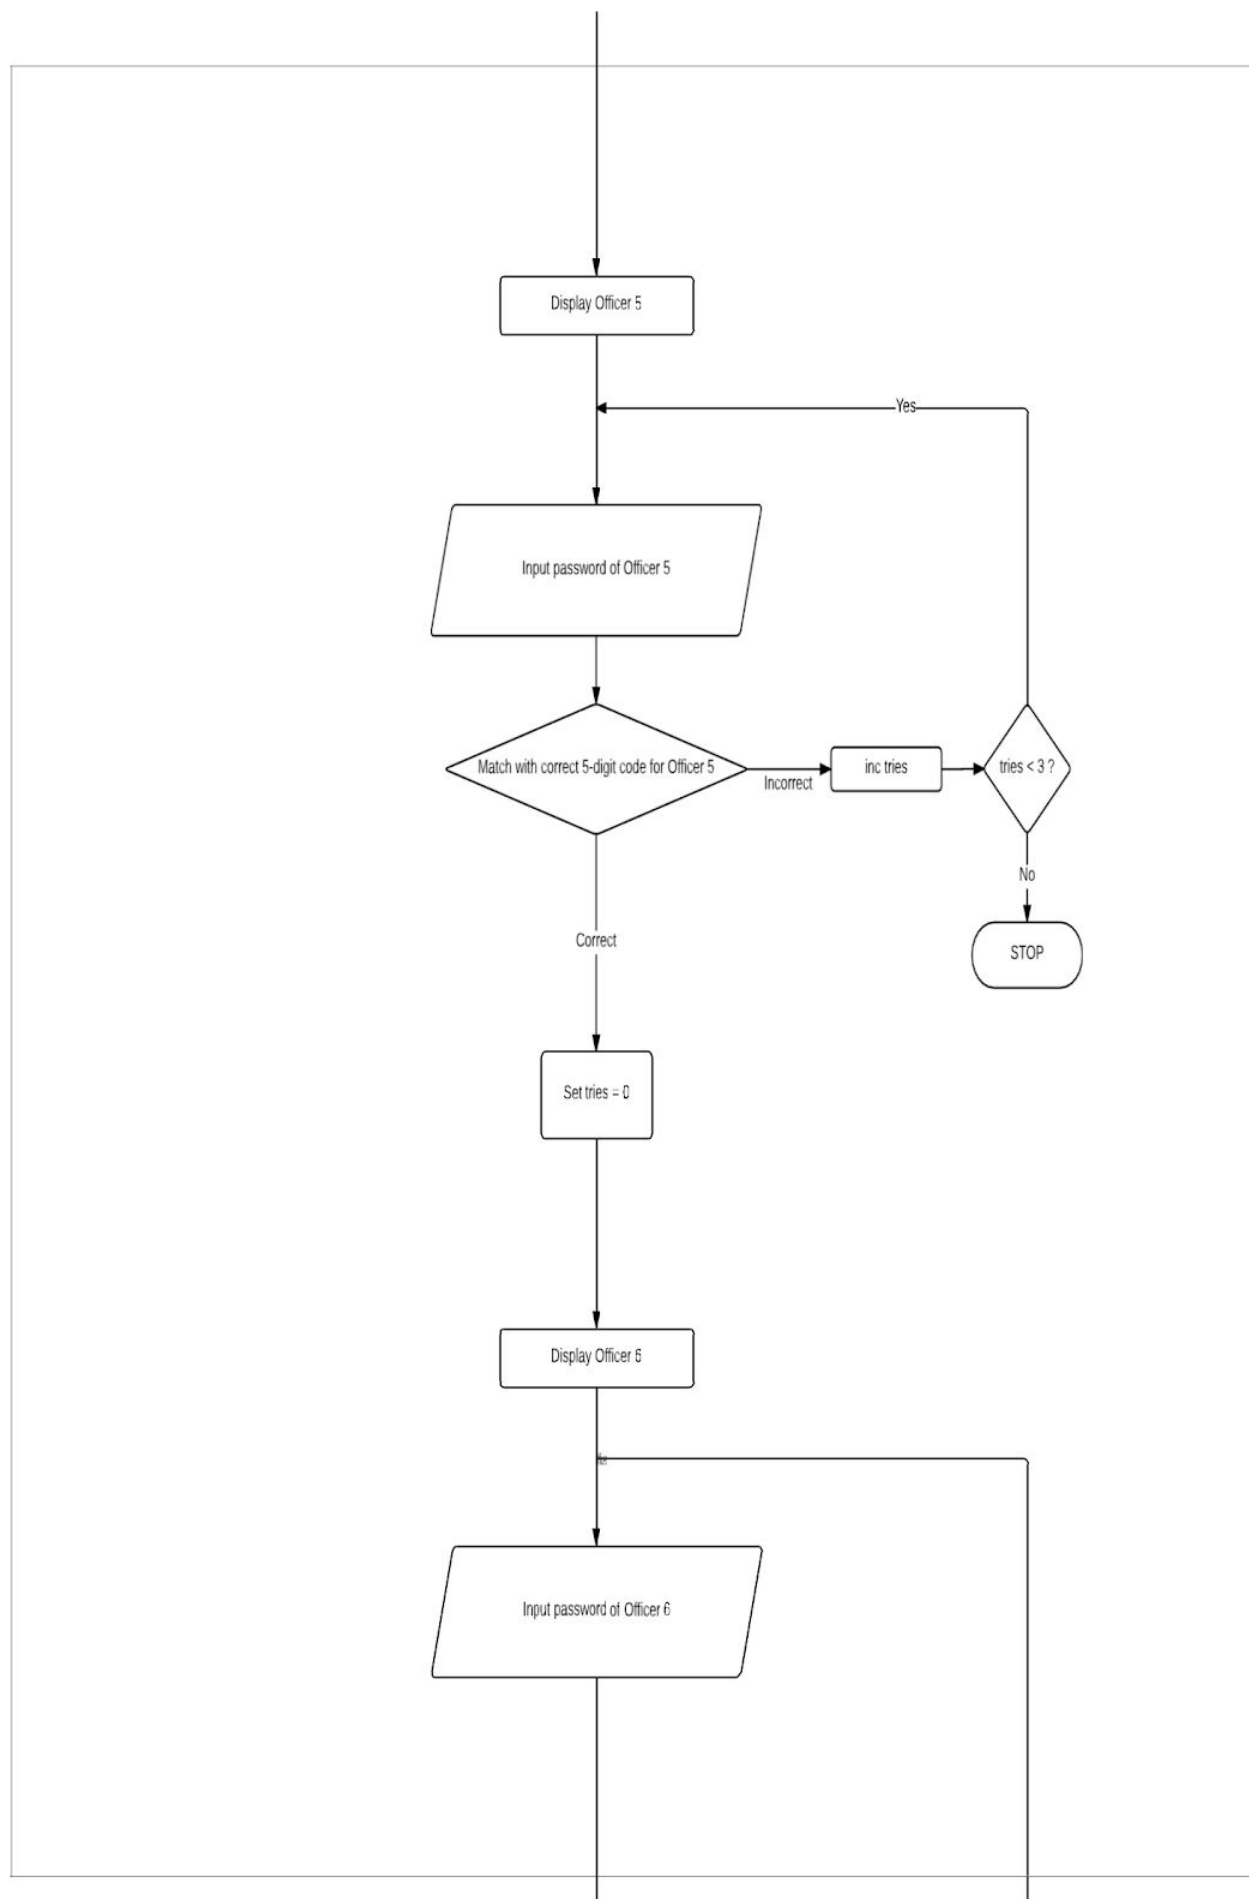 Display Officer 5
Yes
Input password of Officer 5
Match with correct 5-digit code for Officer 5
Incorrect
inc tries
tries < 3 ?
No
STOP
Correct
Set tries = 0
Display Officer 6
Input password of Officer 6